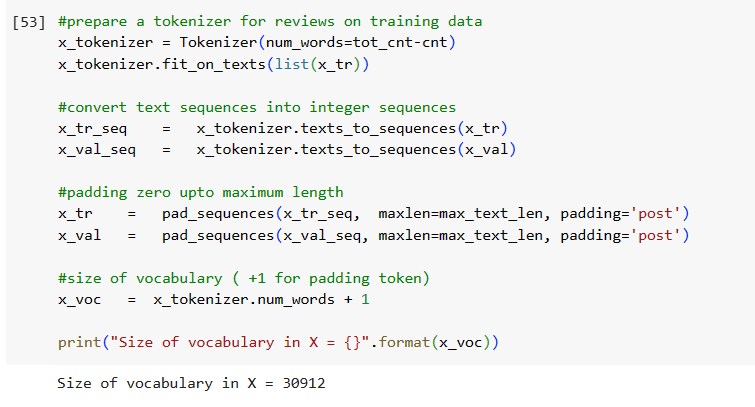 [53] #prepare a tokenizer for reviews on training data
x_tokenizer = Tokenizer(num_words=tot_cnt-cnt)
x_tokenizer.fit_on_texts(list(x_tr))

#convert text sequences into integer sequences
x_tr_seq    =   x_tokenizer.texts_to_sequences(x_tr)
x_val_seq   =   x_tokenizer.texts_to_sequences(x_val)

#padding zero upto maximum length
x_tr    =   pad_sequences(x_tr_seq,  maxlen=max_text_len, padding='post')
x_val   =   pad_sequences(x_val_seq, maxlen=max_text_len, padding='post')

#size of vocabulary ( +1 for padding token)
x_voc   =  x_tokenizer.num_words + 1

print("Size of vocabulary in X = {}".format(x_voc))

Size of vocabulary in X = 30912